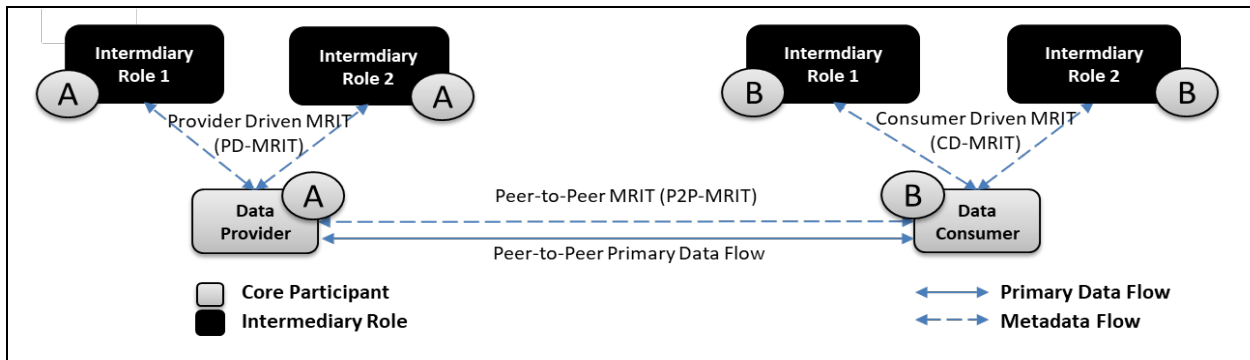 Intermdiary
Role 1
Intermdiary
Role 2
Intermdiary
Role 1
Intermdiary
Role 2
A
A
B
B
Provider Driven MRIT
(PD-MRIT)
Consumer Driven MRIT
(CD-MRIT)
A
Data
Provider
Peer-to-Peer MRIT (P2P-MRIT)
Peer-to-Peer Primary Data Flow
B
Data
Consumer
Core Participant
Intermediary Role
Primary Data Flow
Metadata Flow